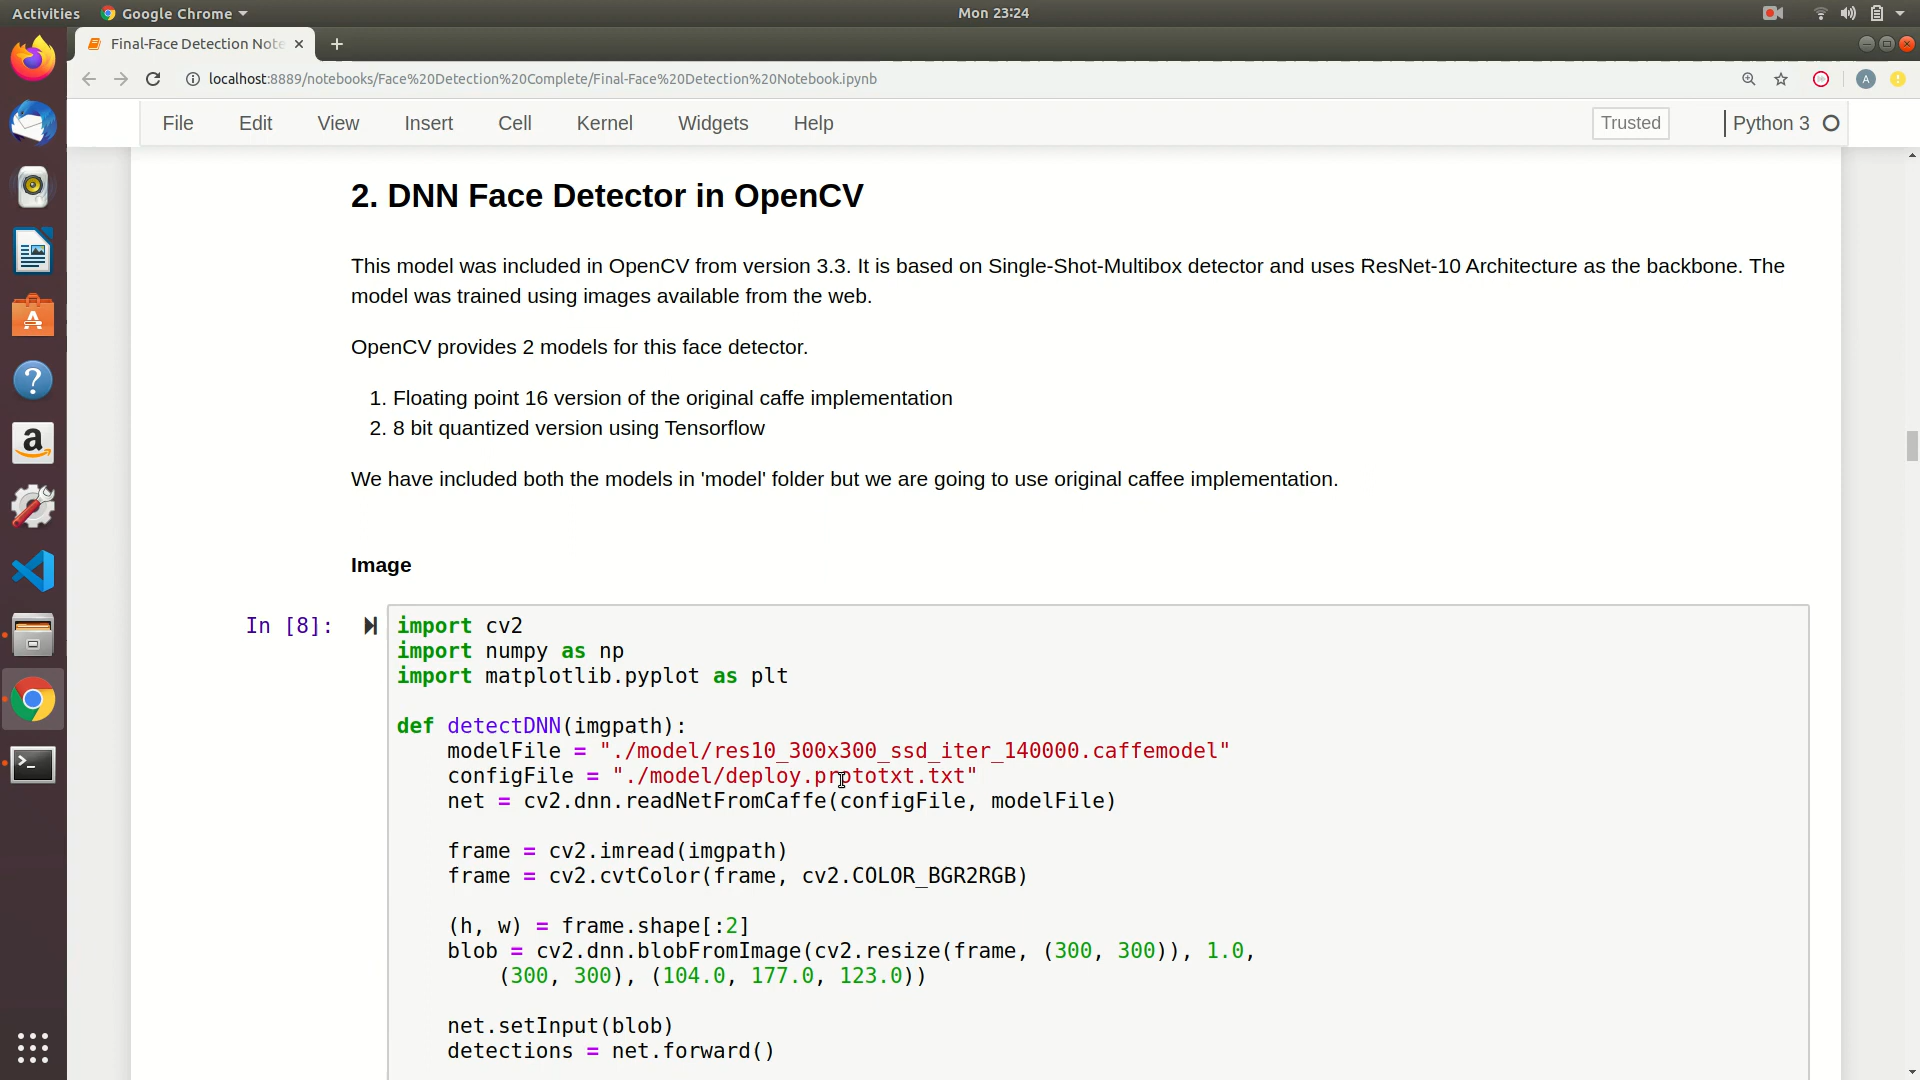 Activities Google Chrome Mon 23:24
Final-Face Detection Note
localhost:8889/notebooks/Face%20Detection%20Complete/Final-Face%20Detection%20Notebook.ipynb A
File Edit View Insert Cell Kernel Widgets Help Trusted Python 3
2. DNN Face Detector in OpenCV
This model was included in OpenCV from version 3.3. It is based on Single-Shot-Multibox detector and uses ResNet-10 Architecture as the backbone. The
model was trained using images available from the web.
OpenCV provides 2 models for this face detector.
1. Floating point 16 version of the original caffe implementation
2. 8 bit quantized version using Tensorflow
We have included both the models in 'model' folder but we are going to use original caffee implementation.
Image
In [8]: import cv2
import numpy as np
import matplotlib.pyplot as plt
def detectDNN(imgpath):
modelFile = "./model/res10_300x300_ssd_iter_140000.caffemodel"
configFile = "./model/deploy.prototxt.txt"
net = cv2.dnn.readNetFromCaffe(configFile, modelFile)
frame = cv2.imread(imgpath)
frame = cv2.cvtColor(frame, cv2.COLOR_BGR2RGB)
(h, w) = frame.shape[:2]
blob = cv2.dnn.blobFromImage(cv2.resize(frame, (300, 300)), 1.0,
(300, 300), (104.0, 177.0, 123.0))
net.setInput(blob)
detections = net.forward()